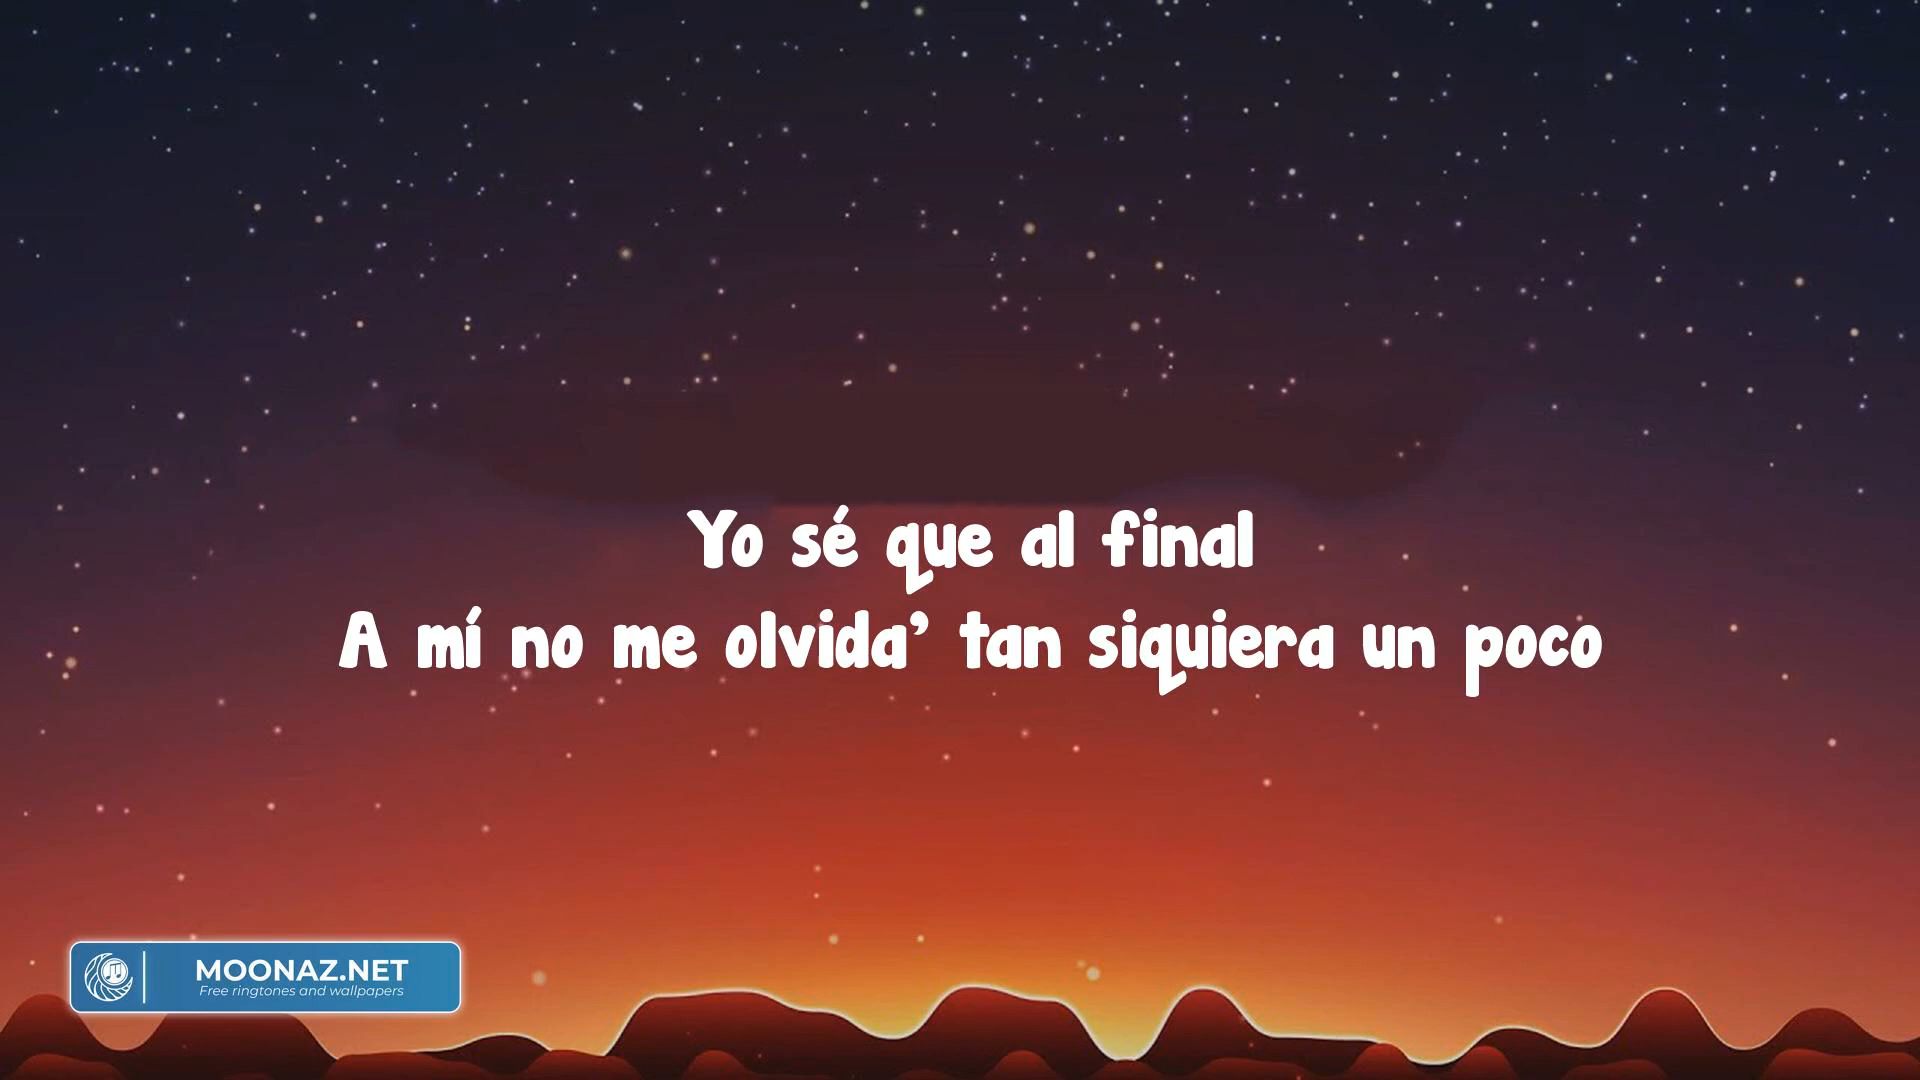 Yo sé que al final
A mí no me olvida’ tan siquiera un poco
MOONAZ.NET
Free ringtones and wallpapers